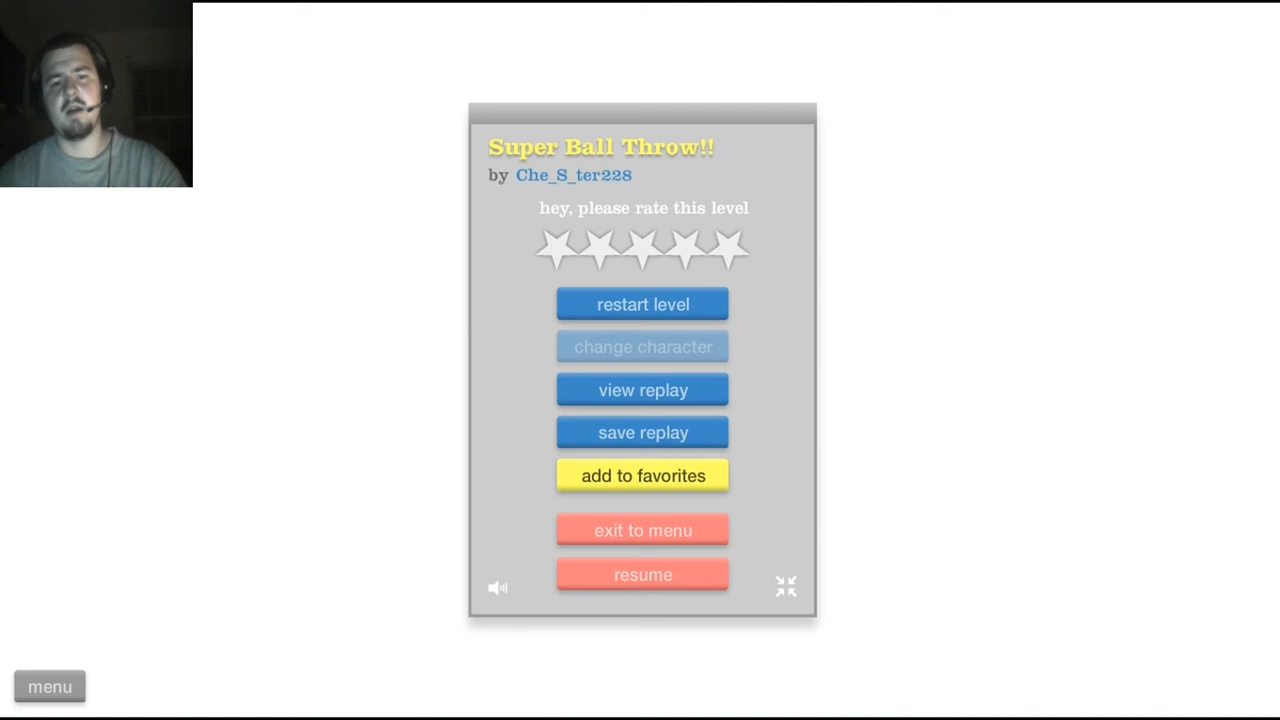 Super Ball Throw!!
by Che_S_ter228
hey, please rate this level
restart level
change character
view replay
save replay
add to favorites
exit to menu
resume
menu